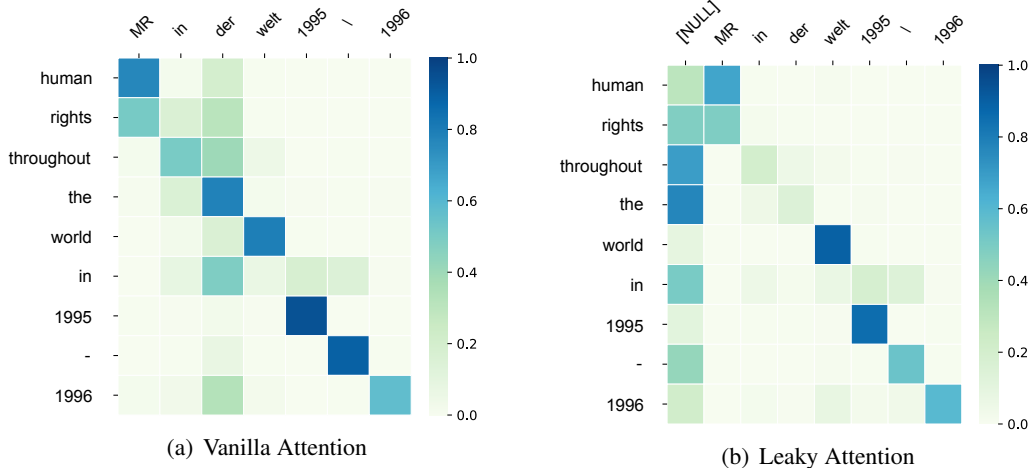 MR in der welt 1995 \ 1996
human
rights
throughout
the
world
in
1995
-
1996
1.0
0.8
0.6
0.4
0.2
0.0
(a) Vanilla Attention
[NULL] MR in der welt 1995 \ 1996
human
rights
throughout
the
world
in
1995
-
1996
1.0
0.8
0.6
0.4
0.2
0.0
(b) Leaky Attention